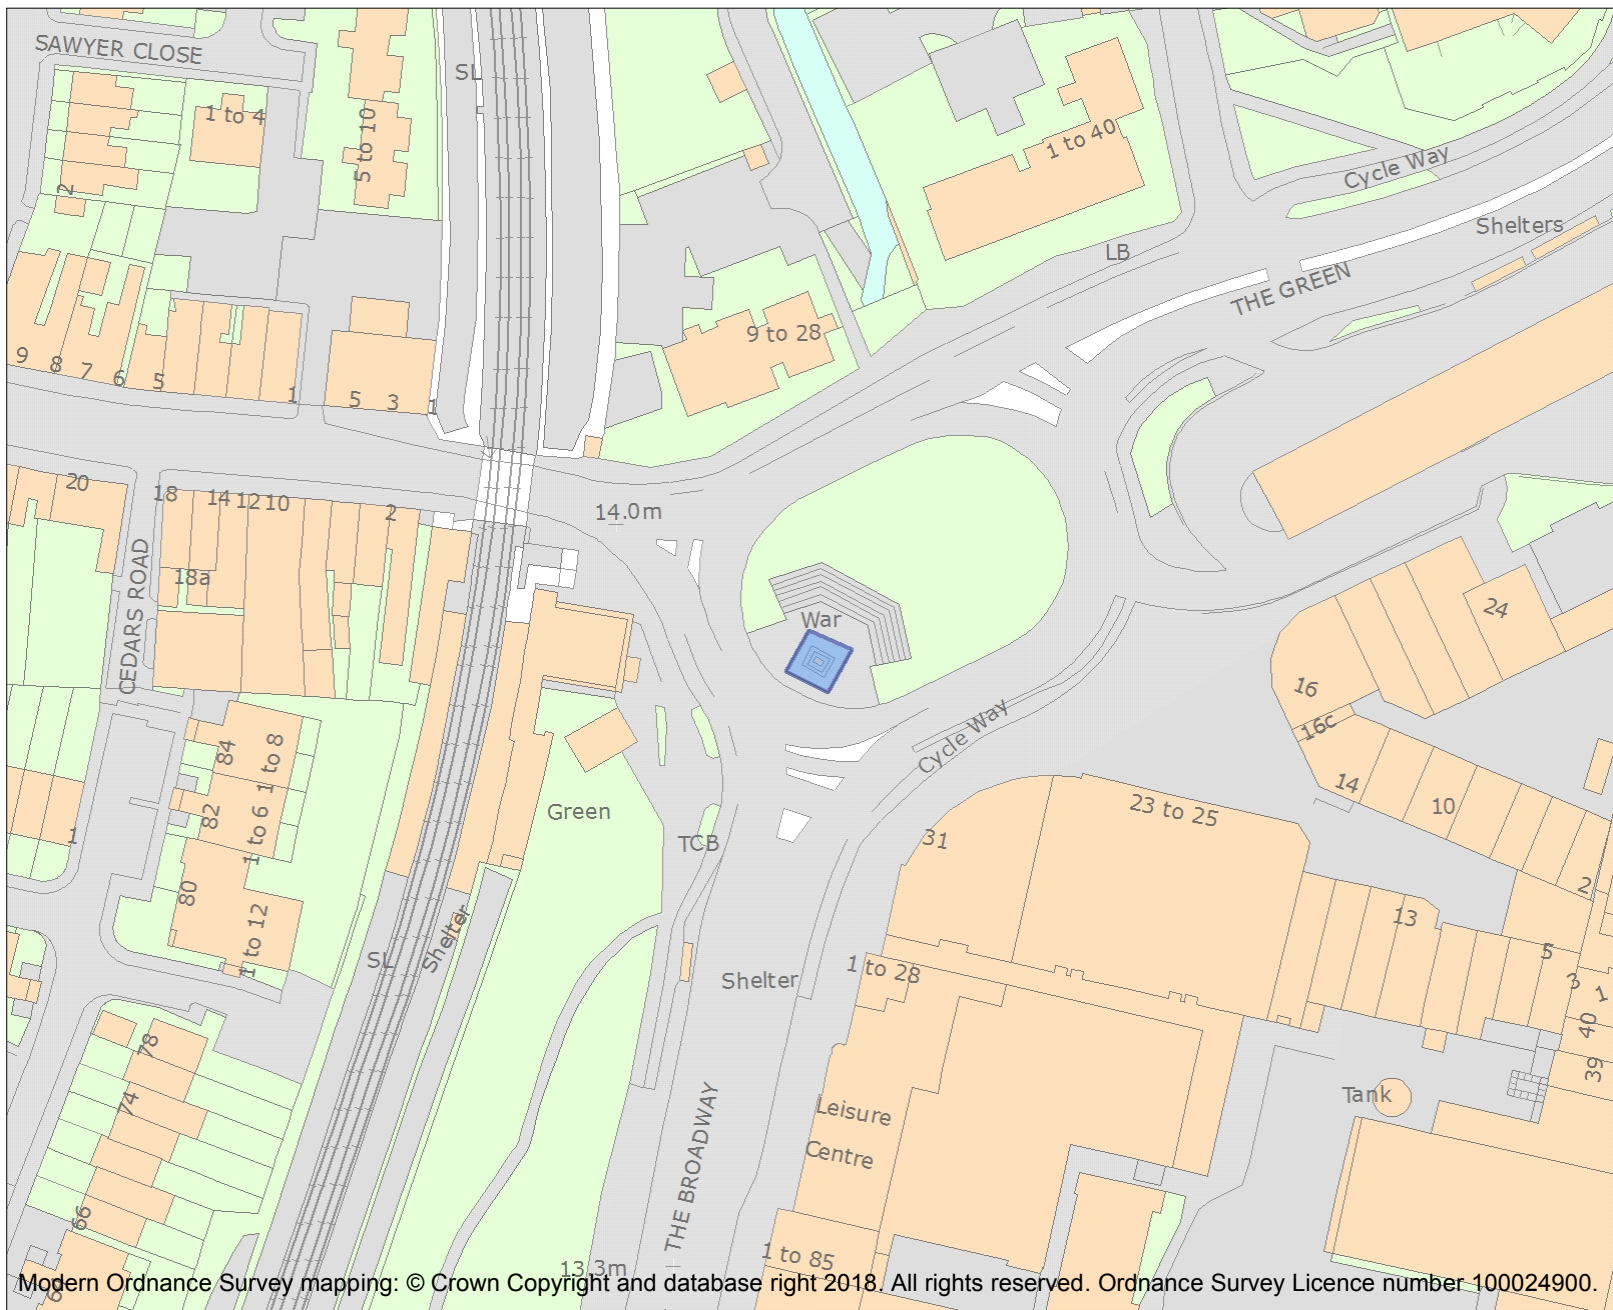 SAWYER CLOSE
SL
1 to 4
5 to 10
1 to 40
Cycle Way
2
Shelters
LB
THE GREEN
9 to 28
9
8
7
6
5
1
5
3
1
20
18
14
12
10
2
14.0m
CEDARS ROAD
18a
War
24
16
16c
84
1 to 8
Cycle Way
14
10
82
1 to 6
1
Green
23 to 25
TCB
31
2
80
13
1 to 12
SL
Shelter
Shelter
1 to 28
5
3
1
40
39
78
74
Tank
Leisure
Centre
THE BROADWAY
66
1 to 85
13.3m
Modern Ordnance Survey mapping: © Crown Copyright and database right 2018. All rights reserved. Ordnance Survey Licence number 100024900.